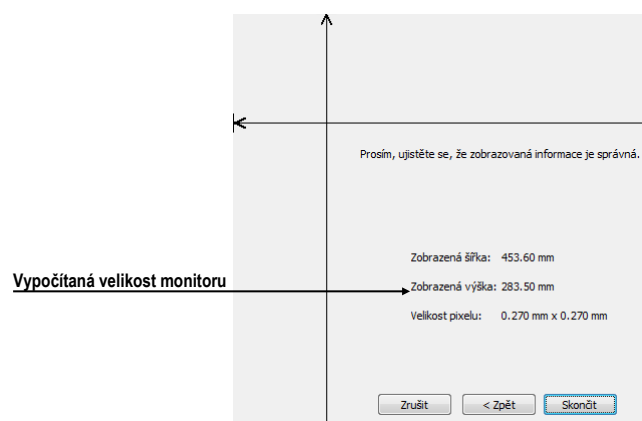 Prosím, ujistěte se, že zobrazovaná informace je správná.
Zobrazená šířka: 453.60 mm
Vypočítaná velikost monitoru
Zobrazená výška: 283.50 mm
Velikost pixelu: 0.270 mm x 0.270 mm
Zrušit < Zpět Skončit